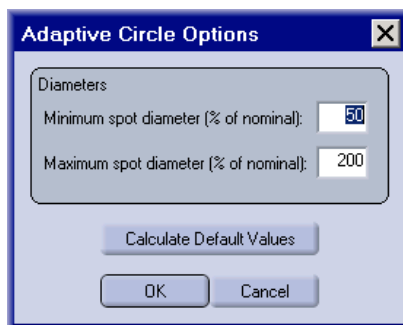 Adaptive Circle Options
Diameters
Minimum spot diameter (% of nominal): 50
Maximum spot diameter (% of nominal): 200
Calculate Default Values
OK Cancel